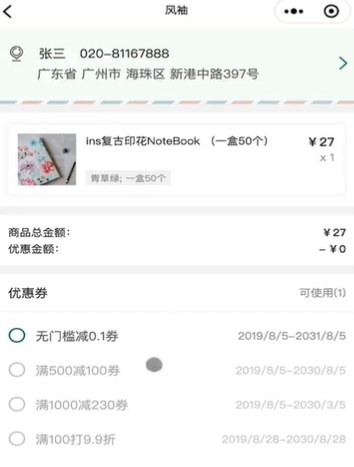 风袖
张三 020-81167888
广东省 广州市 海珠区 新港中路397号
ins复古印花NoteBook （一盒50个） ￥27
x 1
青草绿; 一盒50个
商品总金额: ￥27
优惠金额: - ￥0
优惠券 可使用(1)
无门槛减0.1券 2019/8/5-2031/8/5
满500减100券 2019/8/5-2030/8/5
满1000减230券 2019/8/5-2030/3/5
满100打9.9折 2019/8/28-2030/8/28